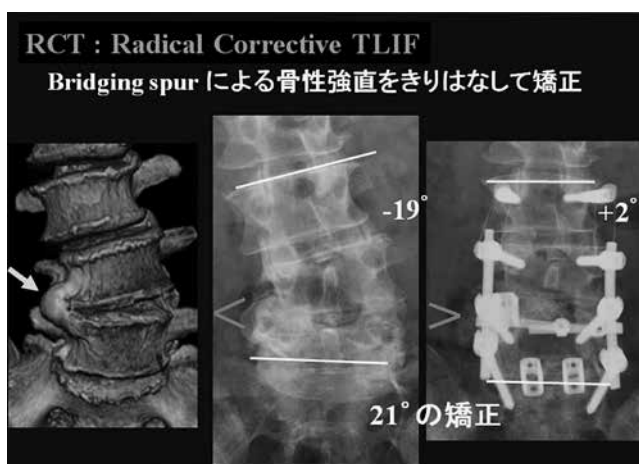 RCT : Radical Corrective TLIF
Bridging spur による骨性強直をきりはなして矯正
-19°
+2°
21°の矯正